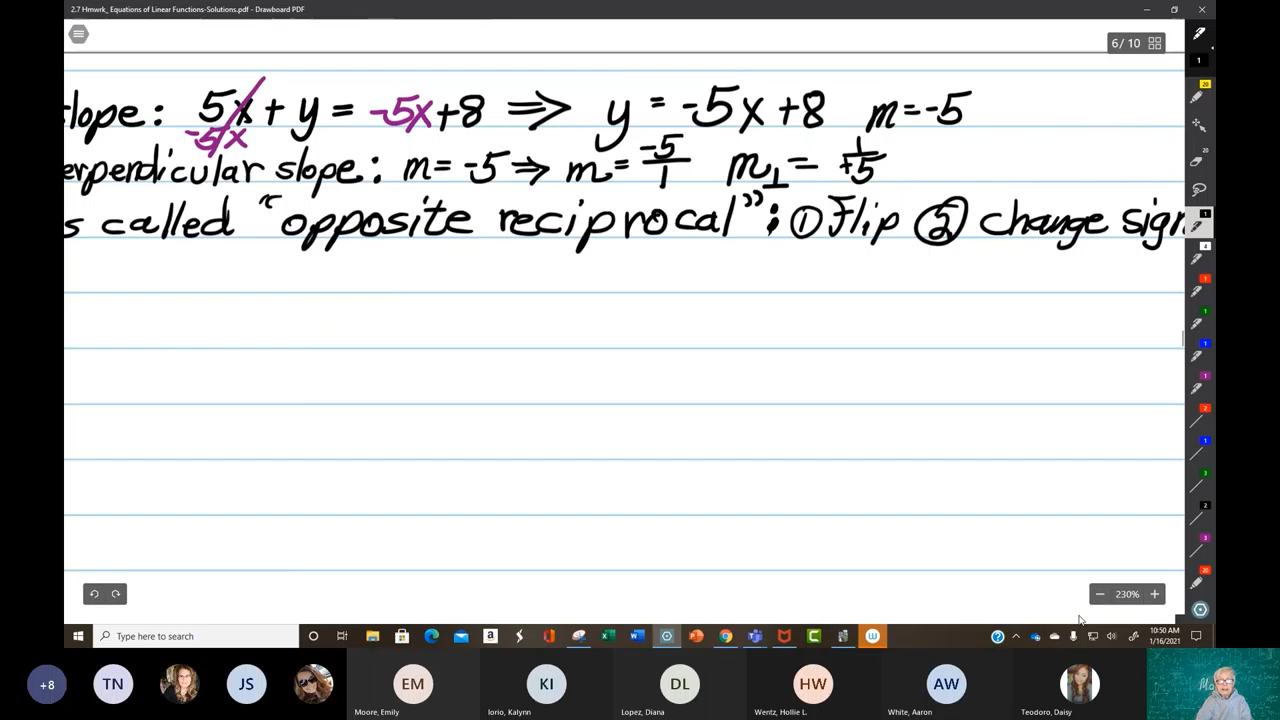 2.7 Hmwrk_ Equations of Linear Functions-Solutions.pdf - Drawboard PDF
6/10
slope: 5x + y = -5x+8 ⇒ y = -5x+8 m=-5
-5x
erpendicular slope: m=-5 ⇒ m= -5/1 m⊥= 1/+5
s called "opposite reciprocal": ① Flip ② change sign
230%
Type here to search
10:50 AM
1/16/2021
+8
TN
JS
EM
KI
DL
HW
AW
Moore, Emily
Iorio, Kalynn
Lopez, Diana
Wentz, Hollie L.
White, Aaron
Teodoro, Daisy